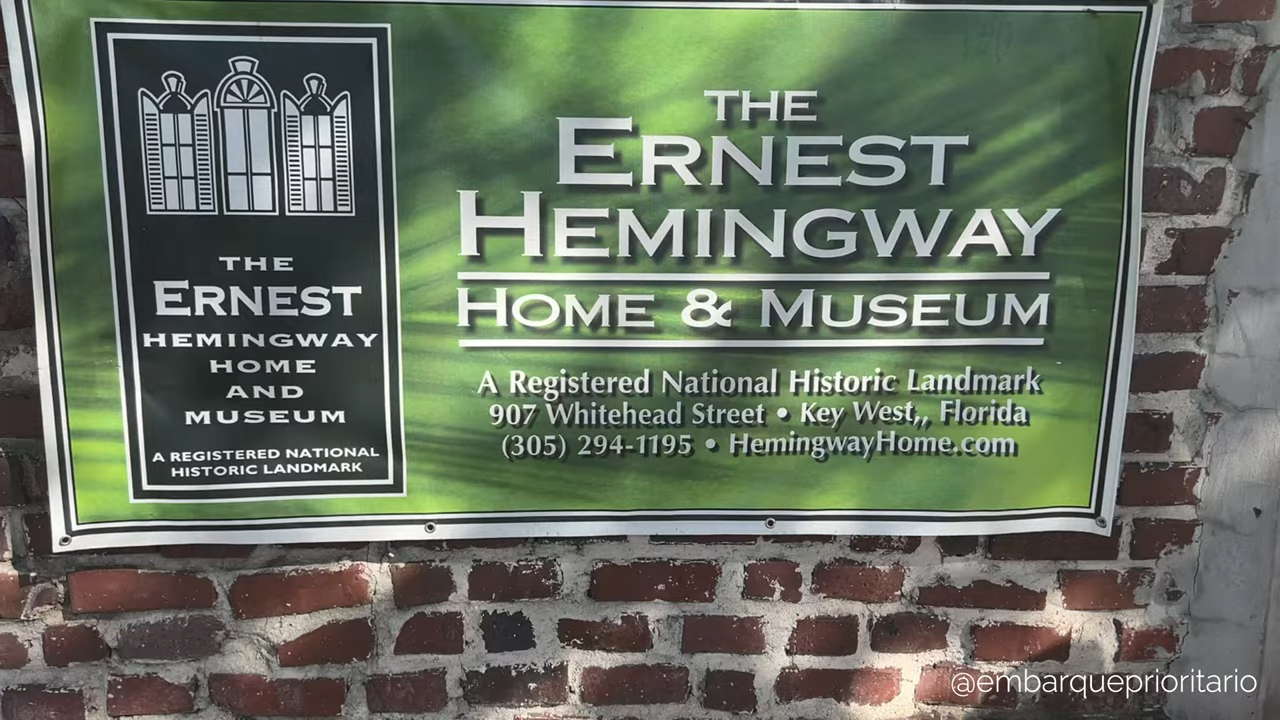 THE
ERNEST
HEMINGWAY
HOME
AND
MUSEUM
A REGISTERED NATIONAL
HISTORIC LANDMARK
THE
ERNEST
HEMINGWAY
HOME & MUSEUM
A Registered National Historic Landmark
907 Whitehead Street • Key West,, Florida
(305) 294-1195 • HemingwayHome.com
@embarqueprioritario